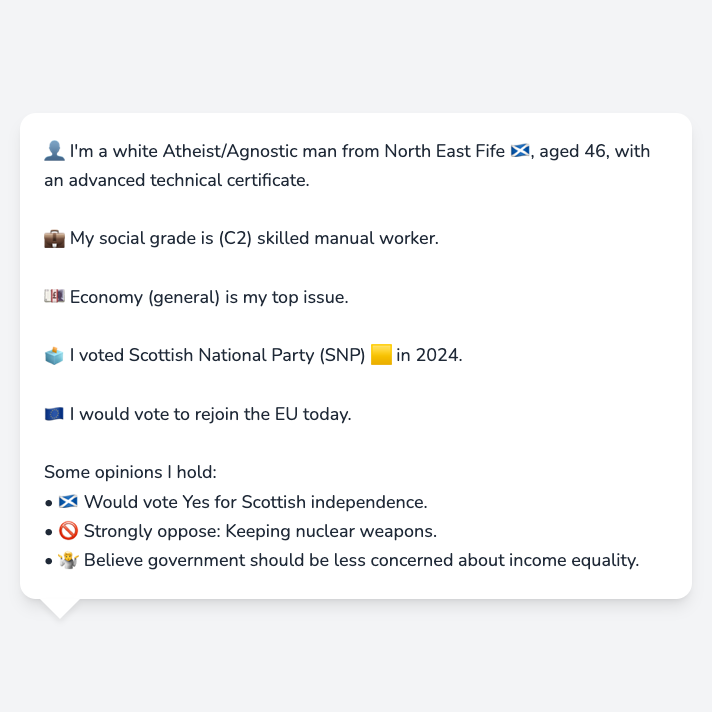 👤 I'm a white Atheist/Agnostic man from North East Fife 🏴󠁧󠁢󠁳󠁣󠁴󠁿, aged 46, with
an advanced technical certificate.
💼 My social grade is (C2) skilled manual worker.
💷 Economy (general) is my top issue.
🗳️ I voted Scottish National Party (SNP) 🟨 in 2024.
🇪🇺 I would vote to rejoin the EU today.
Some opinions I hold:
• 🏴󠁧󠁢󠁳󠁣󠁴󠁿 Would vote Yes for Scottish independence.
• 🚫 Strongly oppose: Keeping nuclear weapons.
• 🤷 Believe government should be less concerned about income equality.